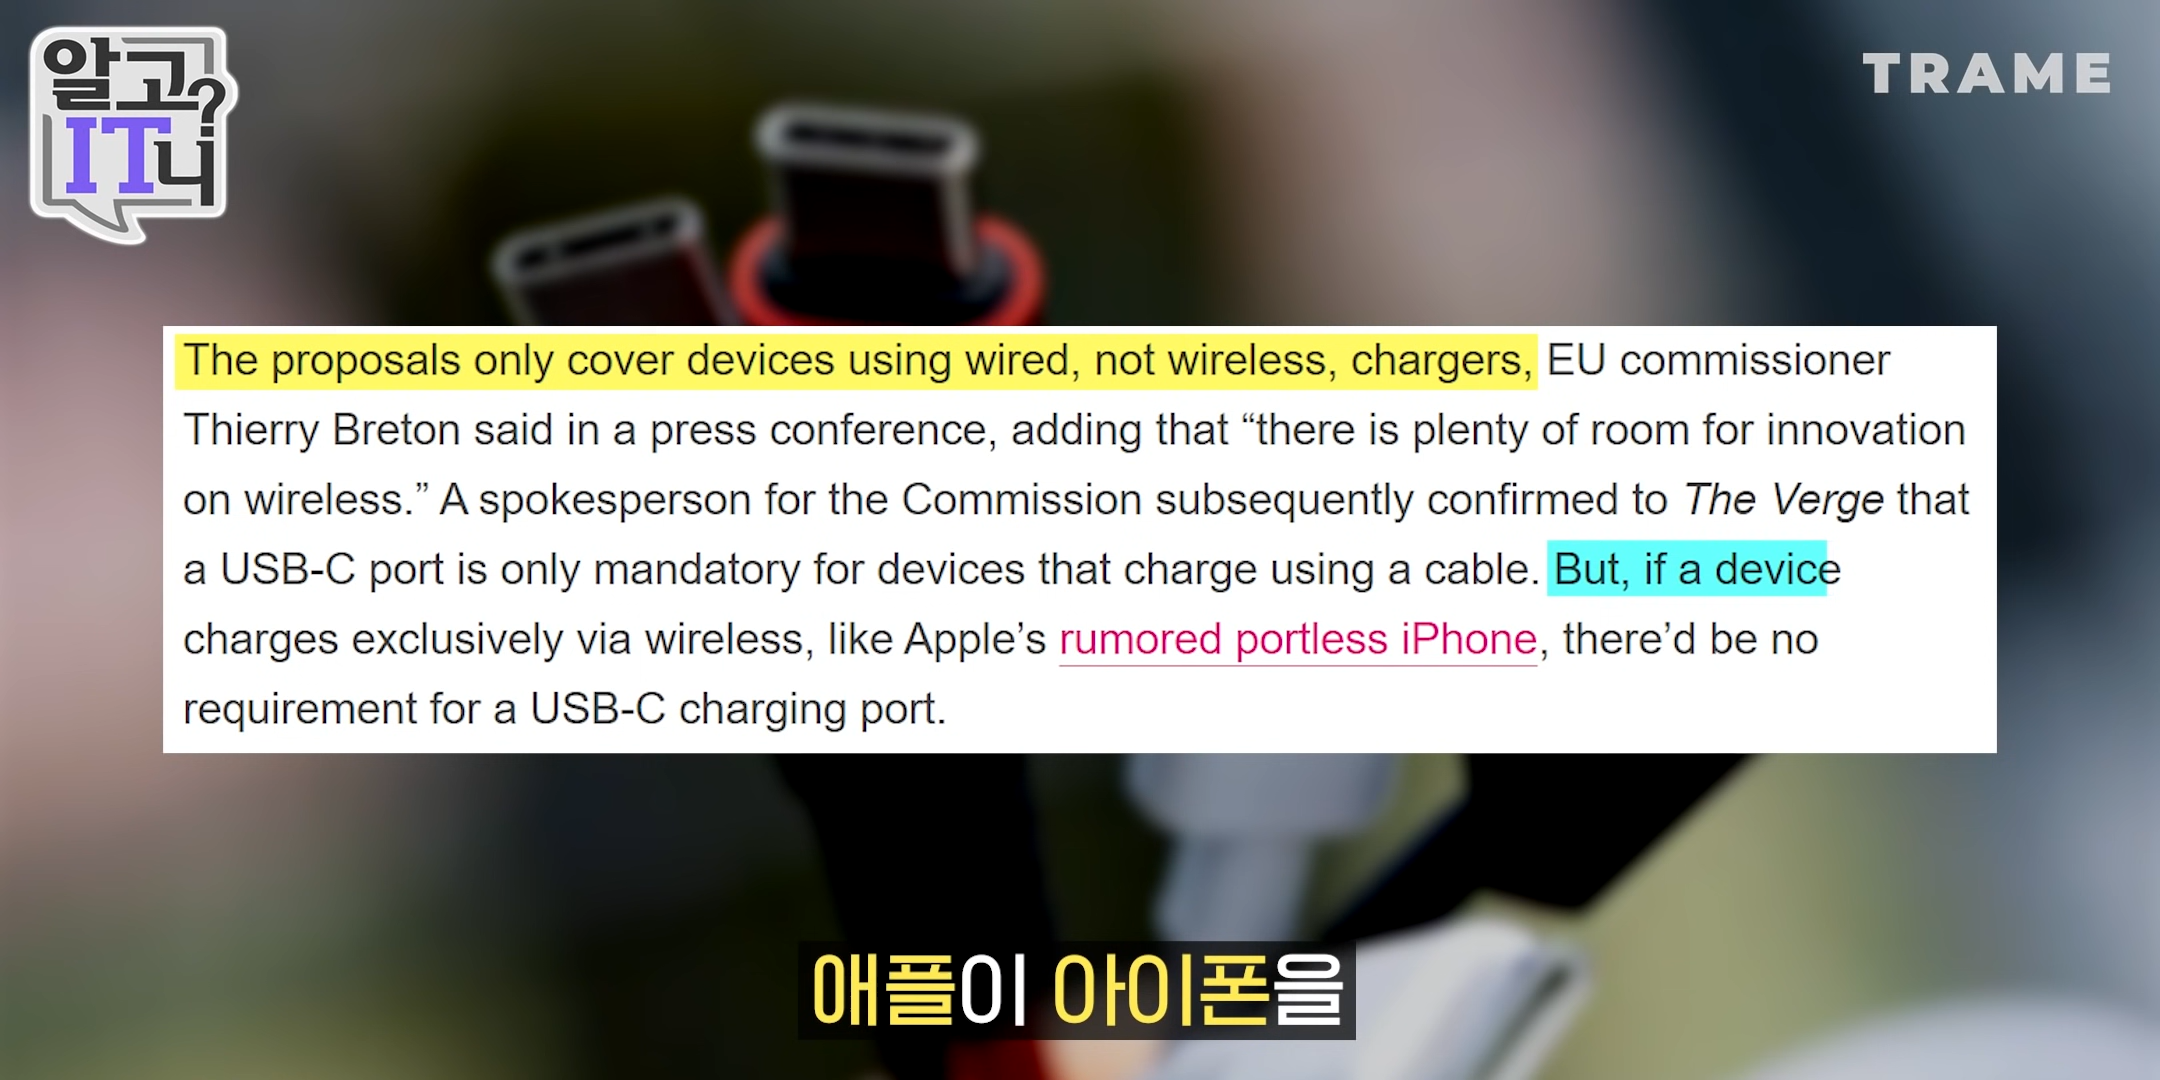 알고?
IT니
TRAME
The proposals only cover devices using wired, not wireless, chargers, EU commissioner
Thierry Breton said in a press conference, adding that “there is plenty of room for innovation
on wireless.” A spokesperson for the Commission subsequently confirmed to The Verge that
a USB-C port is only mandatory for devices that charge using a cable. But, if a device
charges exclusively via wireless, like Apple’s rumored portless iPhone, there’d be no
requirement for a USB-C charging port.
애플이 아이폰을